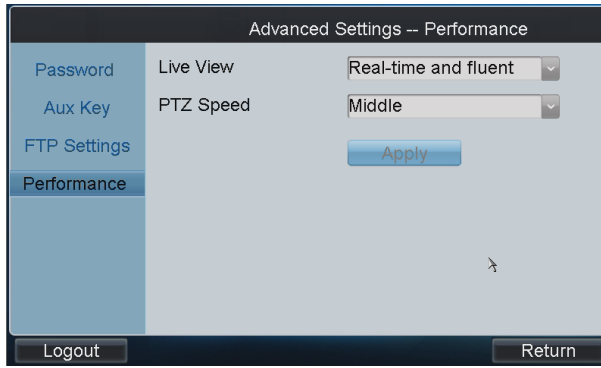 Advanced Settings -- Performance
Password
Live View
Real-time and fluent
Aux Key
PTZ Speed
Middle
FTP Settings
Apply
Performance
Logout
Return